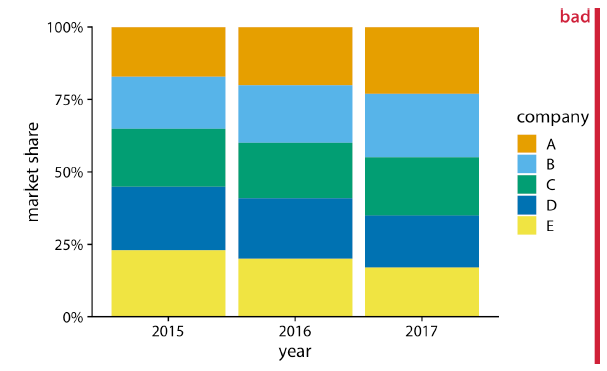 bad
100%
75%
50%
25%
0%
market share
2015 2016 2017
year
company
A
B
C
D
E